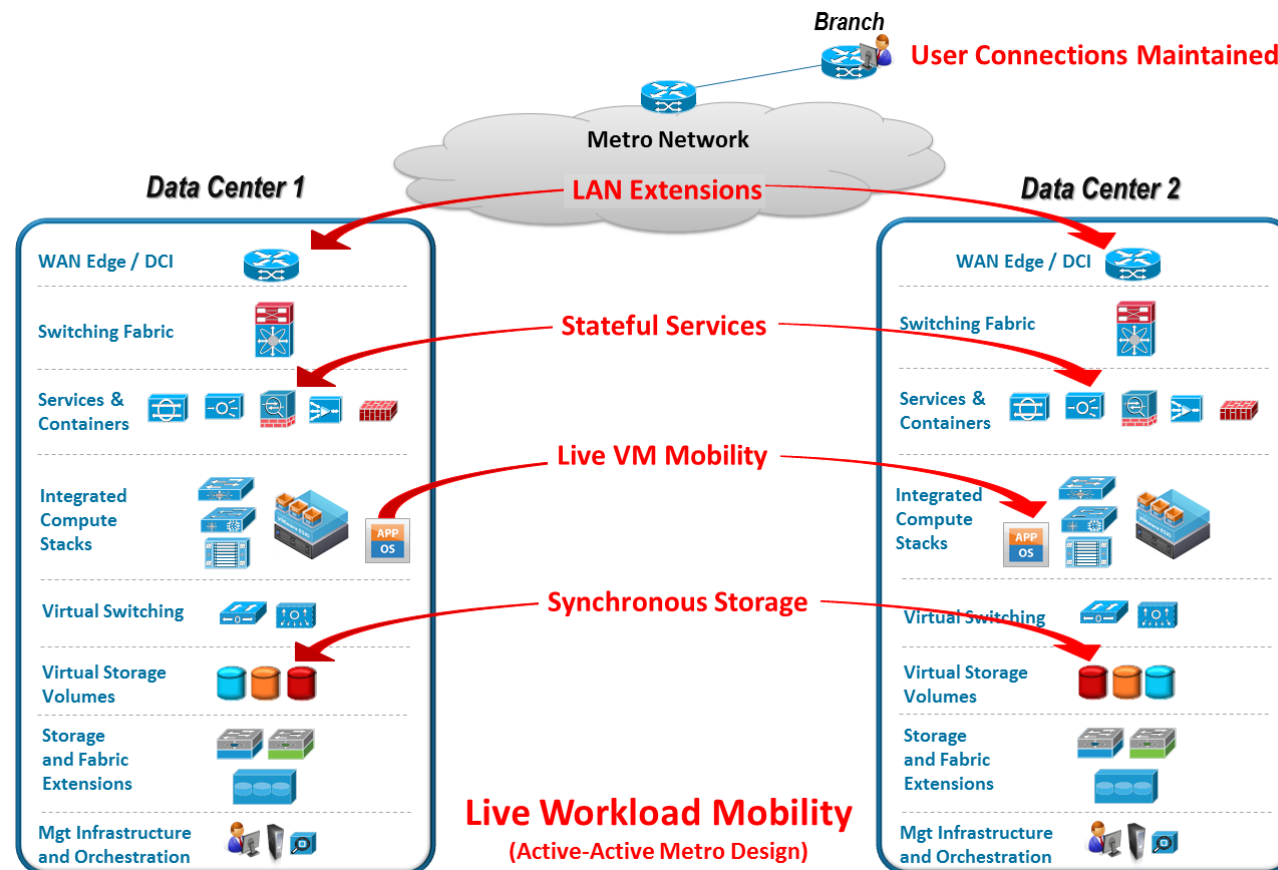 Branch
User Connections Maintained
Metro Network
LAN Extensions
Data Center 1
Data Center 2
WAN Edge / DCI
WAN Edge / DCI
Switching Fabric
Stateful Services
Switching Fabric
Services &
Containers
Services &
Containers
Live VM Mobility
Integrated
Compute
Stacks
VMware ESXi
APP
OS
Integrated
Compute
Stacks
APP
OS
VMware ESXi
Virtual Switching
Synchronous Storage
Virtual Switching
Virtual Storage
Volumes
Virtual Storage
Volumes
Storage
and Fabric
Extensions
Storage
and Fabric
Extensions
Live Workload Mobility
(Active-Active Metro Design)
Mgt Infrastructure
and Orchestration
Mgt Infrastructure
and Orchestration